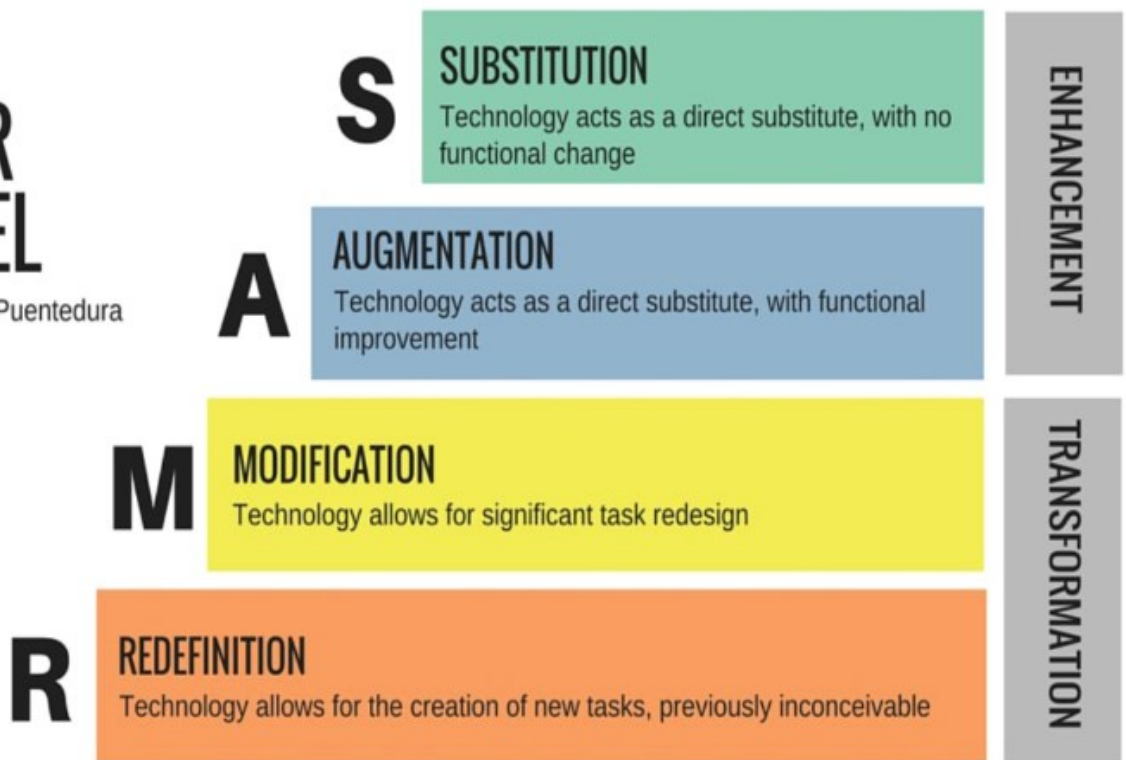 S
SUBSTITUTION
Technology acts as a direct substitute, with no
functional change
ENHANCEMENT
R
EL
Puentedura
A
AUGMENTATION
Technology acts as a direct substitute, with functional
improvement
M
MODIFICATION
Technology allows for significant task redesign
TRANSFORMATION
R
REDEFINITION
Technology allows for the creation of new tasks, previously inconceivable